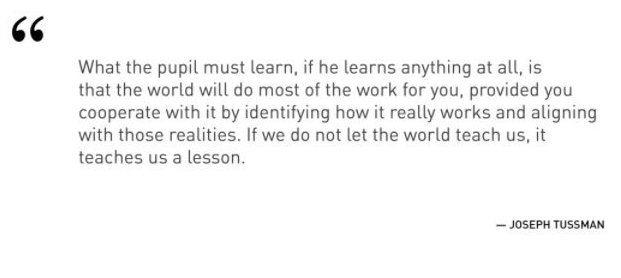 “
What the pupil must learn, if he learns anything at all, is
that the world will do most of the work for you, provided you
cooperate with it by identifying how it really works and aligning
with those realities. If we do not let the world teach us, it
teaches us a lesson.
— JOSEPH TUSSMAN